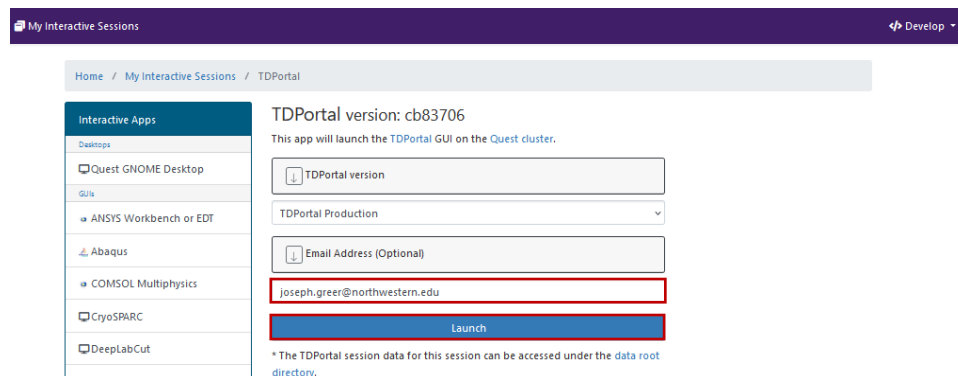 My Interactive Sessions
</> Develop
Home / My Interactive Sessions / TDPortal
Interactive Apps
Desktops
Quest GNOME Desktop
GUIs
ANSYS Workbench or EDT
Abaqus
COMSOL Multiphysics
CryoSPARC
DeepLabCut
TDPortal version: cb83706
This app will launch the TDPortal GUI on the Quest cluster.
TDPortal version
TDPortal Production
Email Address (Optional)
joseph.greer@northwestern.edu
Launch
* The TDPortal session data for this session can be accessed under the data root
directory.